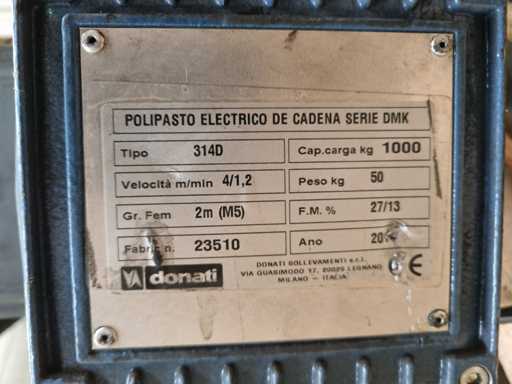 POLIPASTO ELECTRICO DE CADENA SERIE DMK
Tipo 314D Cap.carga kg 1000
Velocità m/min 4/1,2 Peso kg 50
Gr. Fem 2m (M5) F.M. % 27/13
Fabric n. 23510 Ano
donati DONATI SOLLEVAMENTI s.r.l.
VIA QUASIMODO 17, 20025 LEGNANO
MILANO - ITALIA
CE